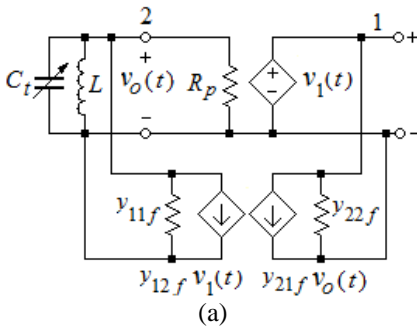 2 1
+ + +
C_t L v_o(t) R_p − v_1(t)
− −
y_11f y_22f
y_12f v_1(t) y_21f v_o(t)
(a)